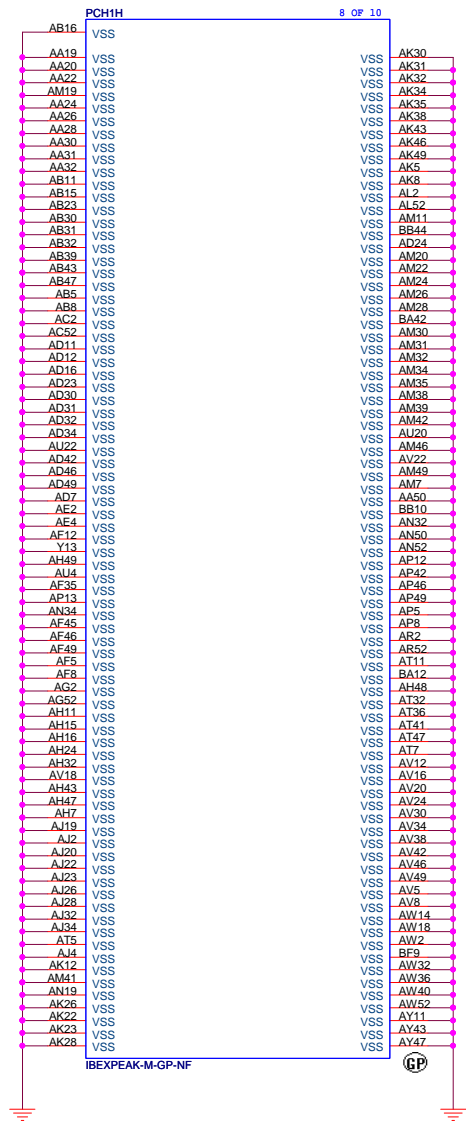 PCH1H 8 OF 10
AB16 VSS
AA19 VSS VSS AK30
AA20 VSS VSS AK31
AA22 VSS VSS AK32
AM19 VSS VSS AK34
AA24 VSS VSS AK35
AA26 VSS VSS AK38
AA28 VSS VSS AK43
AA30 VSS VSS AK46
AA31 VSS VSS AK49
AA32 VSS VSS AK5
AB11 VSS VSS AK8
AB15 VSS VSS AL2
AB23 VSS VSS AL52
AB30 VSS VSS AM11
AB31 VSS VSS BB44
AB32 VSS VSS AD24
AB39 VSS VSS AM20
AB43 VSS VSS AM22
AB47 VSS VSS AM24
AB5 VSS VSS AM26
AB8 VSS VSS AM28
AC2 VSS VSS BA42
AC52 VSS VSS AM30
AD11 VSS VSS AM31
AD12 VSS VSS AM32
AD16 VSS VSS AM34
AD23 VSS VSS AM35
AD30 VSS VSS AM38
AD31 VSS VSS AM39
AD32 VSS VSS AM42
AD34 VSS VSS AU20
AU22 VSS VSS AM46
AD42 VSS VSS AV22
AD46 VSS VSS AM49
AD49 VSS VSS AM7
AD7 VSS VSS AA50
AE2 VSS VSS BB10
AE4 VSS VSS AN32
AF12 VSS VSS AN50
Y13 VSS VSS AN52
AH49 VSS VSS AP12
AU4 VSS VSS AP42
AF35 VSS VSS AP46
AP13 VSS VSS AP49
AN34 VSS VSS AP5
AF45 VSS VSS AP8
AF46 VSS VSS AR2
AF49 VSS VSS AR52
AF5 VSS VSS AT11
AF8 VSS VSS BA12
AG2 VSS VSS AH48
AG52 VSS VSS AT32
AH11 VSS VSS AT36
AH15 VSS VSS AT41
AH16 VSS VSS AT47
AH24 VSS VSS AT7
AH32 VSS VSS AV12
AV18 VSS VSS AV16
AH43 VSS VSS AV20
AH47 VSS VSS AV24
AH7 VSS VSS AV30
AJ19 VSS VSS AV34
AJ2 VSS VSS AV38
AJ20 VSS VSS AV42
AJ22 VSS VSS AV46
AJ23 VSS VSS AV49
AJ26 VSS VSS AV5
AJ28 VSS VSS AV8
AJ32 VSS VSS AW14
AJ34 VSS VSS AW18
AT5 VSS VSS AW2
AJ4 VSS VSS BF9
AK12 VSS VSS AW32
AM41 VSS VSS AW36
AN19 VSS VSS AW40
AK26 VSS VSS AW52
AK22 VSS VSS AY11
AK23 VSS VSS AY43
AK28 VSS VSS AY47
IBEXPEAK-M-GP-NF GP